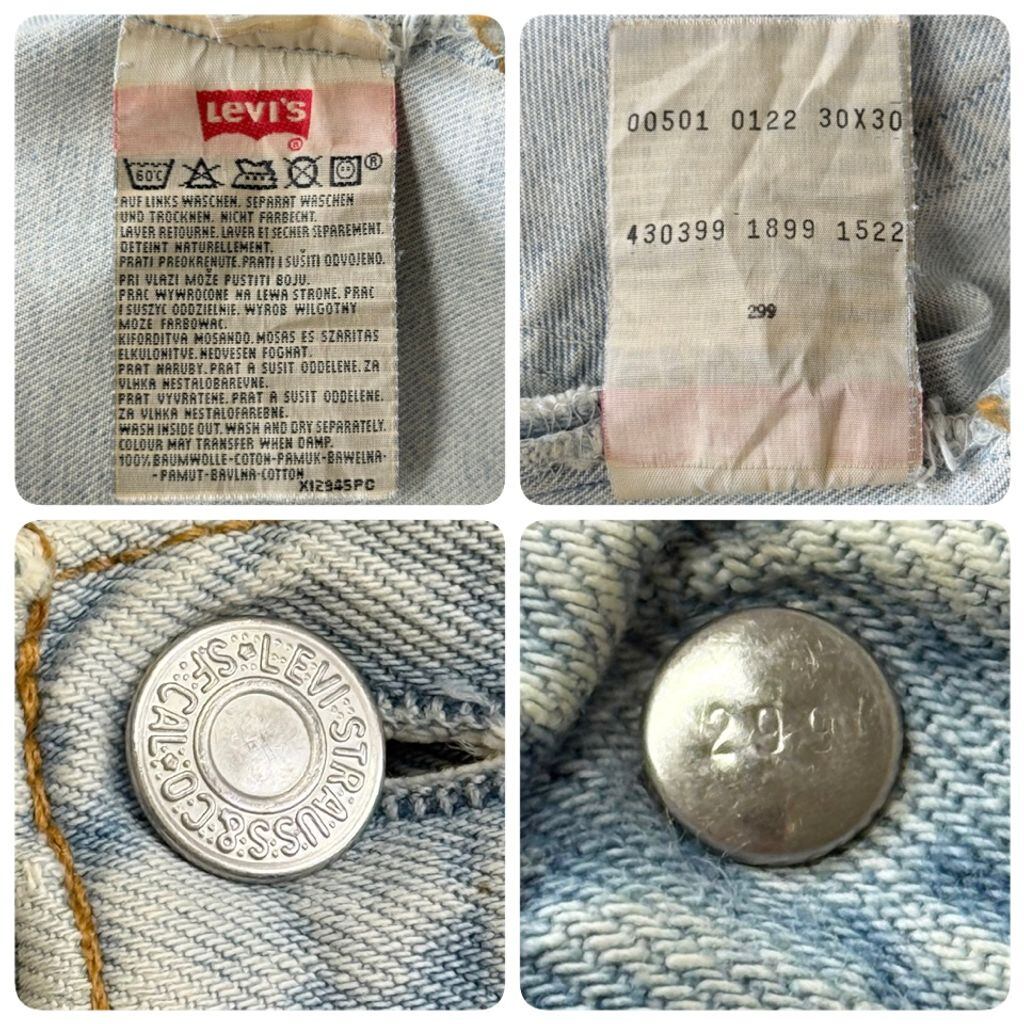 Levi's
®
60C ®
AUF LINKS WASCHEN. SEPARAT WASCHEN
UND TROCKNEN. NICHT FARBECHT.
LAVER RETOURNE. LAVER ET SECHER SEPAREMENT.
DETEINT NATURELLEMENT.
PRATI PREOKRENUTE. PRATI I SUŠITI ODVOJENO.
PRI VLAZI MOŽE PUSTITI BOJU.
PRAC WYWROCONE NA LEWA STRONE. PRAC
I SUSZYC ODDZIELNIE. WYROB WILGOTNY
MOZE FARBOWAC.
KIFORDITVA MOSANDO. MOSAS ES SZARITAS
ELKULONITVE. NEDVESEN FOGHAT.
PRAT NARUBY. PRAT A SUSIT ODDELENE. ZA
VLHKA NESTALOBAREVNE.
PRAT VYVRATENE. PRAT A SUSIT ODDELENE.
ZA VLHKA NESTALOFAREBNE.
WASH INSIDE OUT. WASH AND DRY SEPARATELY.
COLOUR MAY TRANSFER WHEN DAMP.
100% BAUMWOLLE-COTON-PAMUK-BAWELNA-
-PAMUT-BAVLNA-COTTON
X12945PC
00501 0122 30X30
430399 1899 1522
299
LEVI STRAUSS & CO. S.F. CAL
299